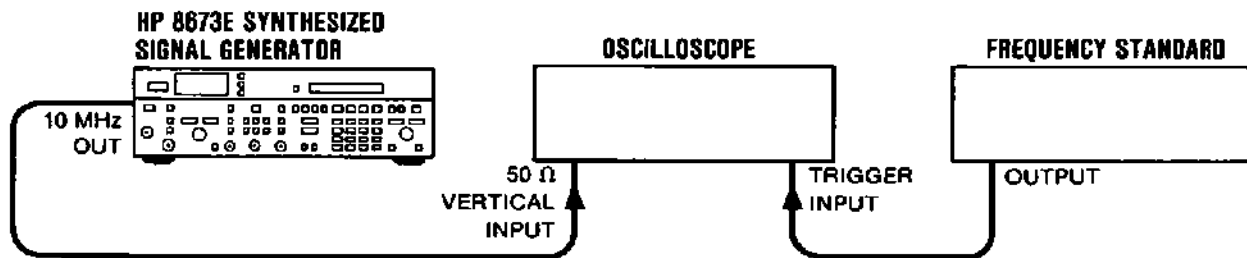 HP 8673E SYNTHESIZED
SIGNAL GENERATOR
OSCILLOSCOPE
FREQUENCY STANDARD
10 MHz
OUT
50 Ω
VERTICAL
INPUT
TRIGGER
INPUT
OUTPUT